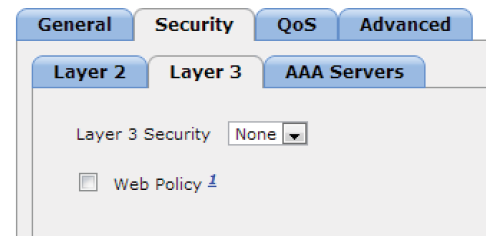 General Security QoS Advanced
Layer 2 Layer 3 AAA Servers
Layer 3 Security None
Web Policy 1